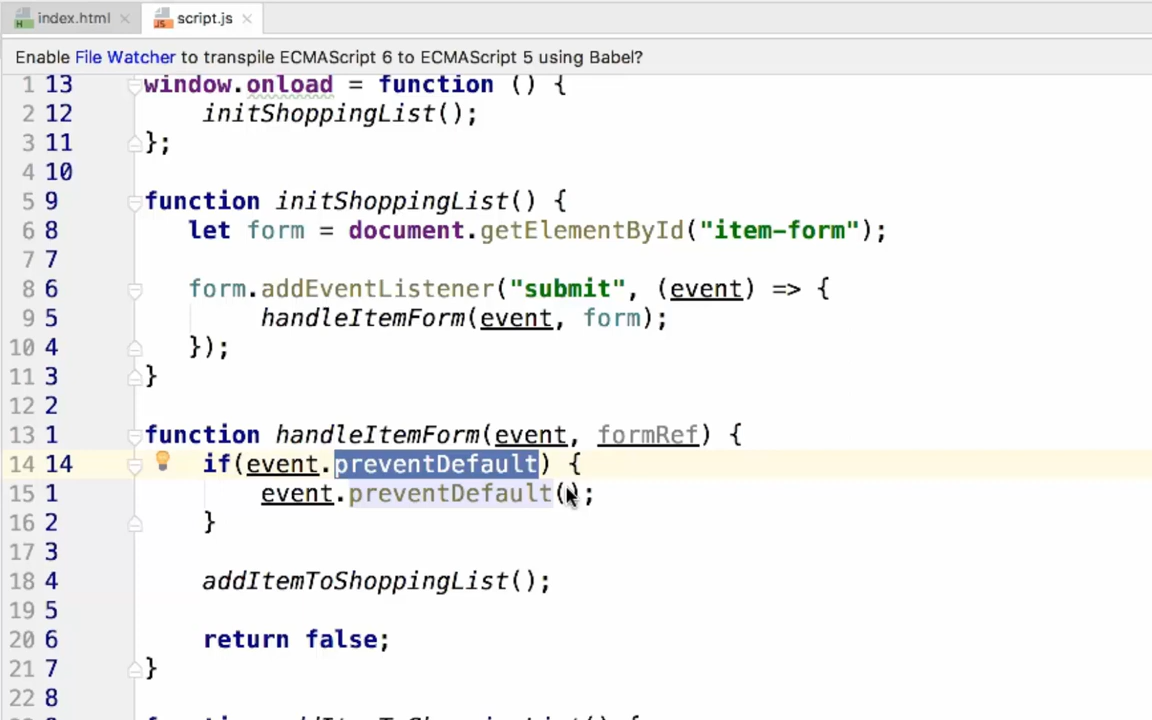 index.html script.js
Enable File Watcher to transpile ECMAScript 6 to ECMAScript 5 using Babel?
1 13 window.onload = function () {
2 12 initShoppingList();
3 11 };
4 10
5 9 function initShoppingList() {
6 8 let form = document.getElementById("item-form");
7 7
8 6 form.addEventListener("submit", (event) => {
9 5 handleItemForm(event, form);
10 4 });
11 3 }
12 2
13 1 function handleItemForm(event, formRef) {
14 14 if(event.preventDefault) {
15 1 event.preventDefault();
16 2 }
17 3
18 4 addItemToShoppingList();
19 5
20 6 return false;
21 7 }
22 8